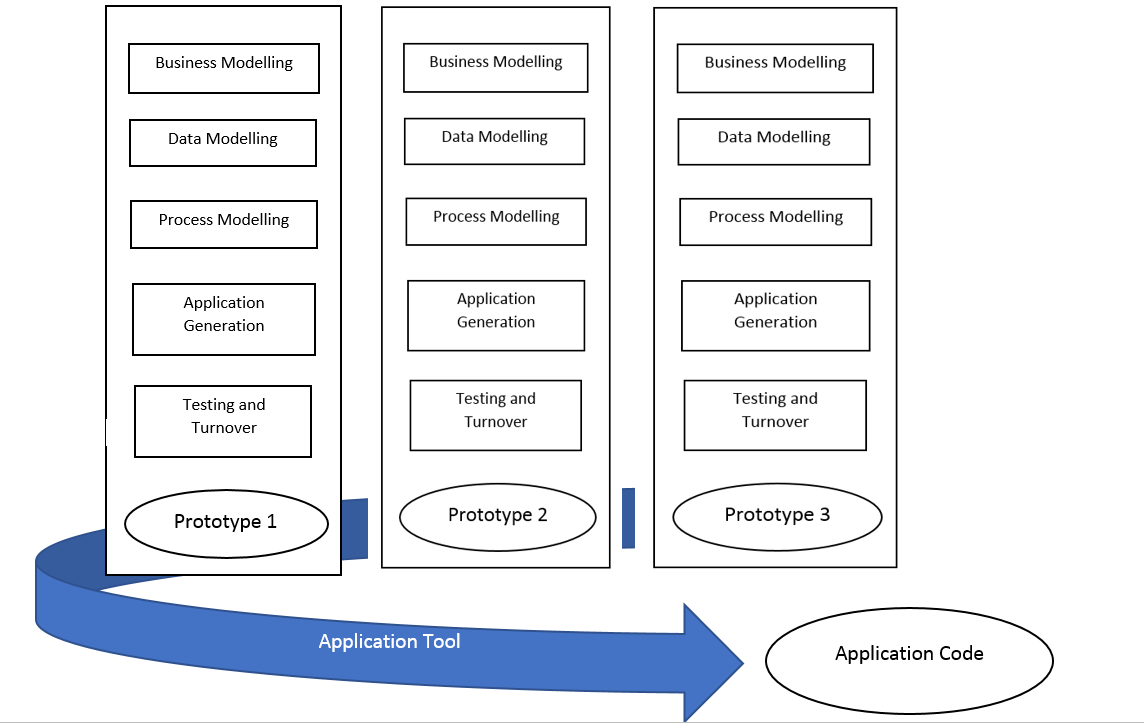 Business Modelling
Data Modelling
Process Modelling
Application
Generation
Testing and
Turnover
Prototype 1
Business Modelling
Data Modelling
Process Modelling
Application
Generation
Testing and
Turnover
Prototype 2
Business Modelling
Data Modelling
Process Modelling
Application
Generation
Testing and
Turnover
Prototype 3
Application Tool
Application Code